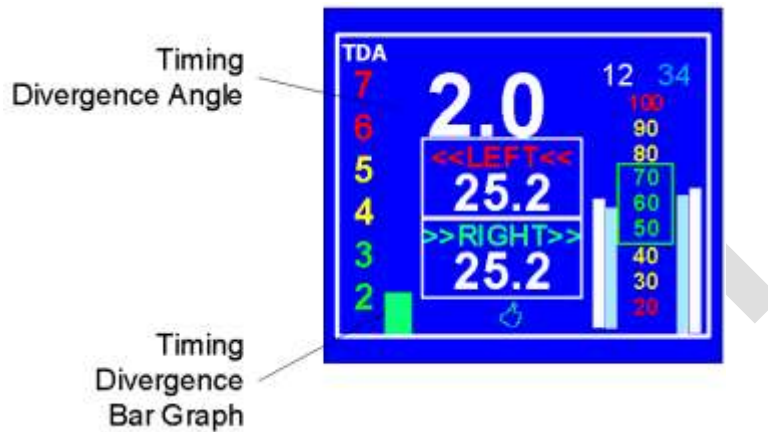 Timing
Divergence Angle
TDA
7
6
5
4
3
2
2.0
<<LEFT<<
25.2
>>RIGHT>>
25.2
12 34
100
90
80
70
60
50
40
30
20
Timing
Divergence
Bar Graph